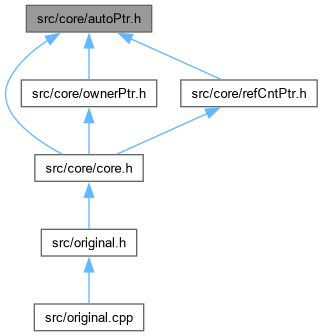 src/core/autoPtr.h
src/core/ownerPtr.h
src/core/refCntPtr.h
src/core/core.h
src/original.h
src/original.cpp